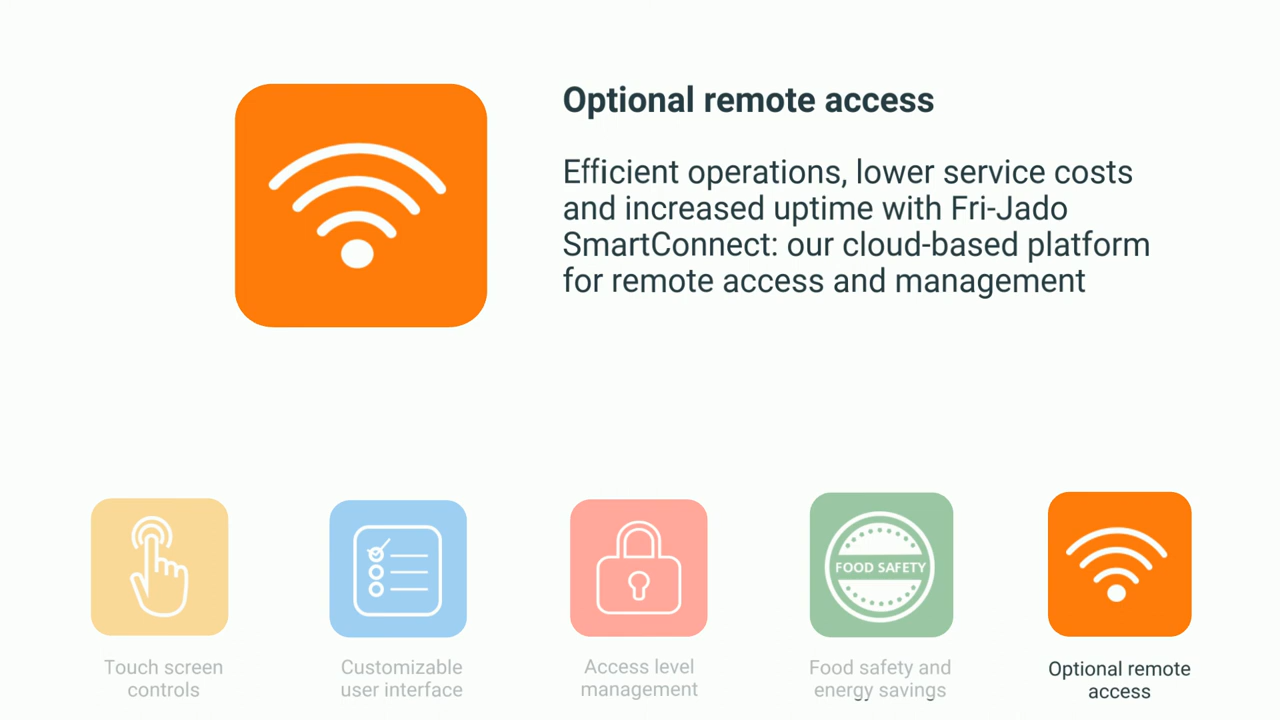 Optional remote access
Efficient operations, lower service costs
and increased uptime with Fri-Jado
SmartConnect: our cloud-based platform
for remote access and management
FOOD SAFETY
Touch screen
controls
Customizable
user interface
Access level
management
Food safety and
energy savings
Optional remote
access